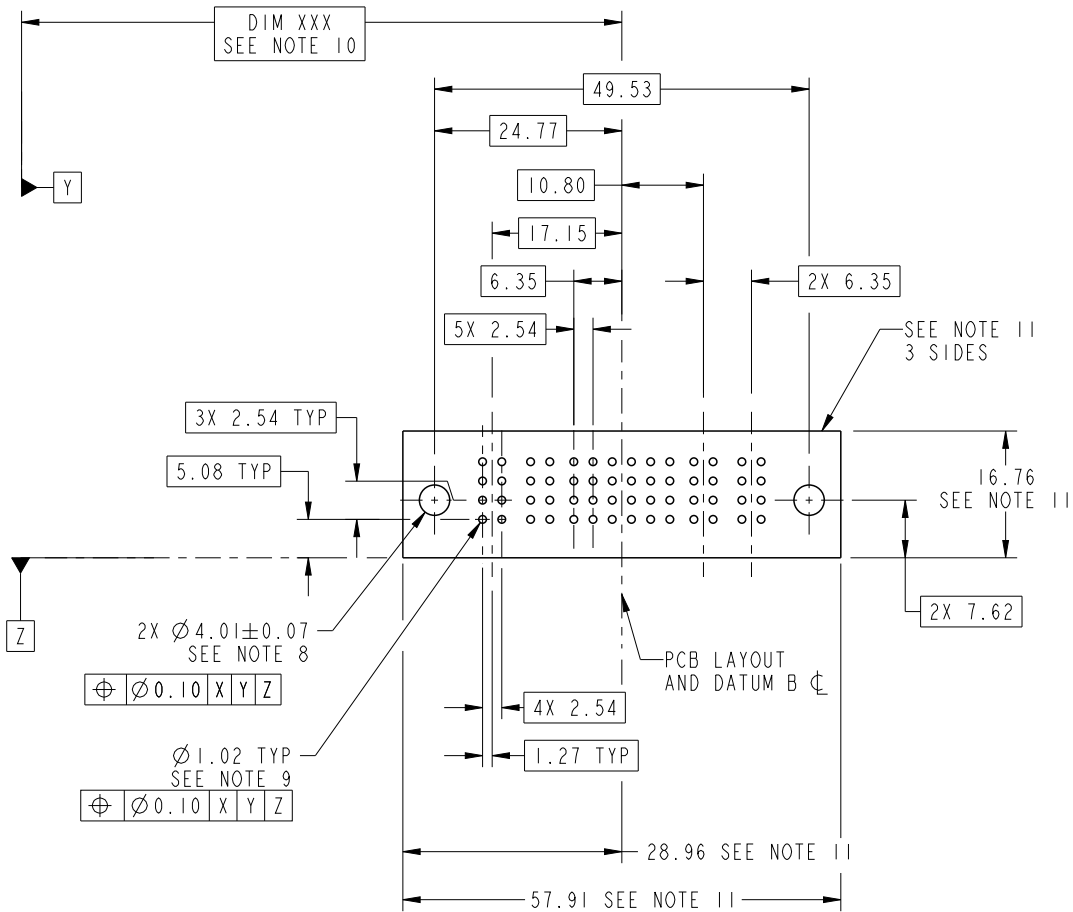 DIM XXX
SEE NOTE 10
49.53
24.77
Y
10.80
17.15
6.35
2X 6.35
5X 2.54
SEE NOTE 11
3 SIDES
3X 2.54 TYP
5.08 TYP
16.76
SEE NOTE 11
Z
2X 7.62
2X Ø4.01±0.07
SEE NOTE 8
⌖ Ø0.10 X Y Z
PCB LAYOUT
AND DATUM B ℄
4X 2.54
Ø1.02 TYP
SEE NOTE 9
⌖ Ø0.10 X Y Z
1.27 TYP
28.96 SEE NOTE 11
57.91 SEE NOTE 11